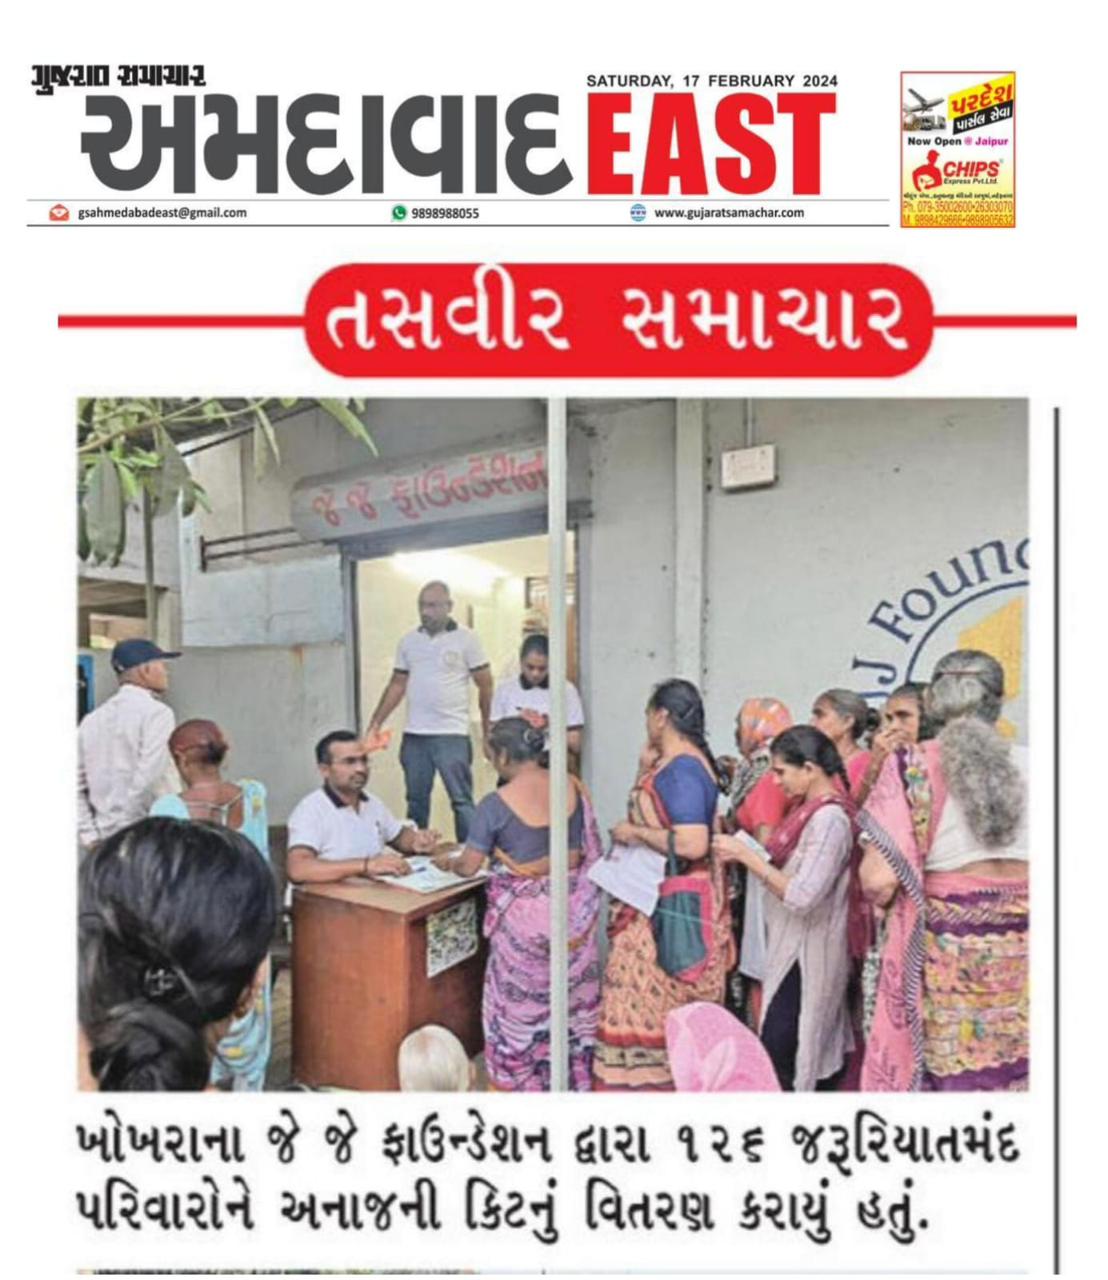 ગુજરાત સમાચાર
SATURDAY, 17 FEBRUARY 2024
અમદાવાદ EAST
gsahmedabadeast@gmail.com
9898988055
www.gujaratsamachar.com
પરદેશ
પાર્સલ સેવા
Now Open @ Jaipur
CHIPS
Express Pvt.Ltd.
Ph. 079-35002600•26303070
M. 9898429666•9898905632
તસવીર સમાચાર
જે જે ફાઉન્ડેશન
JJ Foun
ખોખરાના જે જે ફાઉન્ડેશન દ્વારા ૧૨૬ જરૂરિયાતમંદ
પરિવારોને અનાજની કિટનું વિતરણ કરાયું હતું.